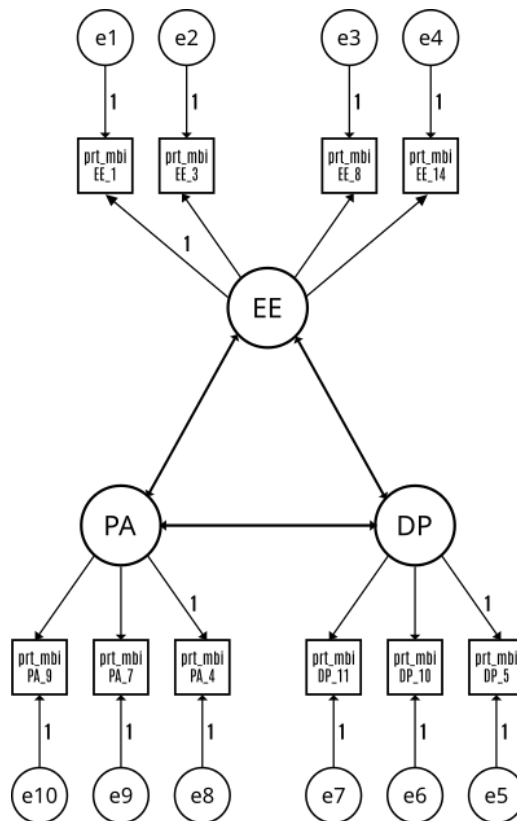 e1 e2 e3 e4
1 1 1 1
prt_mbi prt_mbi prt_mbi prt_mbi
EE_1 EE_3 EE_8 EE_14
1
EE
PA DP
1 1
prt_mbi prt_mbi prt_mbi prt_mbi prt_mbi prt_mbi
PA_9 PA_7 PA_4 DP_11 DP_10 DP_5
1 1 1 1 1 1
e10 e9 e8 e7 e6 e5